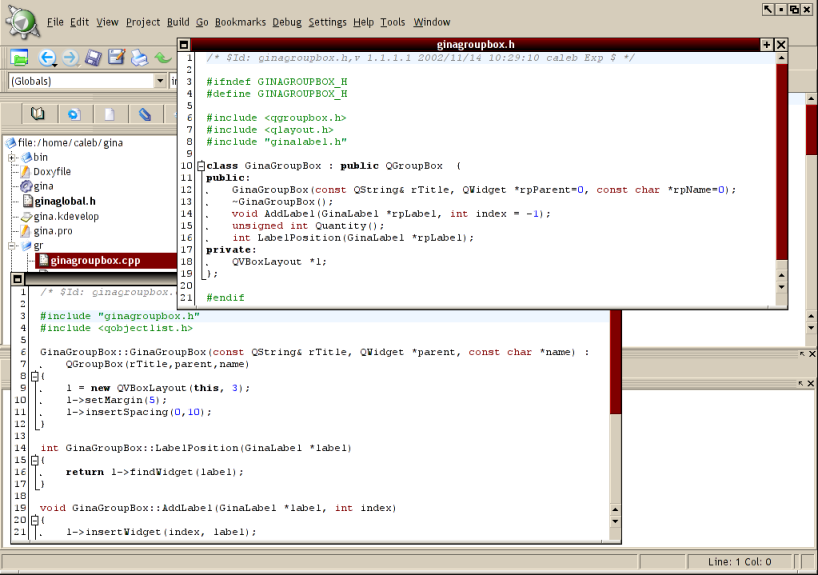 File Edit View Project Build Go Bookmarks Debug Settings Help Tools Window
(Globals)
file:/home/caleb/gina
bin
Doxyfile
gina
ginaglobal.h
gina.kdevelop
gina.pro
gr
ginagroupbox.cpp
ginagroupbox.h
1 /* $Id: ginagroupbox.h,v 1.1.1.1 2002/11/14 10:29:10 caleb Exp $ */
2
3 #ifndef GINAGROUPBOX_H
4 #define GINAGROUPBOX_H
5
6 #include <qgroupbox.h>
7 #include <qlayout.h>
8 #include "ginalabel.h"
9
10 class GinaGroupBox : public QGroupBox (
11 public:
12 . GinaGroupBox(const QString& rTitle, QWidget *rpParent=0, const char *rpName=0);
13 . ~GinaGroupBox();
14 . void AddLabel(GinaLabel *rpLabel, int index = -1);
15 . unsigned int Quantity();
16 . int LabelPosition(GinaLabel *rpLabel);
17 private:
18 . QVBoxLayout *l;
19 };
20
21 #endif
1 /* $Id: ginagroupbox.
2
3 #include "ginagroupbox.h"
4 #include <qobjectlist.h>
5
6 GinaGroupBox::GinaGroupBox(const QString& rTitle, QWidget *parent, const char *name) :
7 . QGroupBox(rTitle,parent,name)
8 {
9 . l = new QVBoxLayout(this, 3);
10 . l->setMargin(5);
11 . l->insertSpacing(0,10);
12 }
13
14 int GinaGroupBox::LabelPosition(GinaLabel *label)
15 {
16 . return l->findWidget(label);
17 }
18
19 void GinaGroupBox::AddLabel(GinaLabel *label, int index)
20 {
21 . l->insertWidget(index, label);
Line: 1 Col: 0